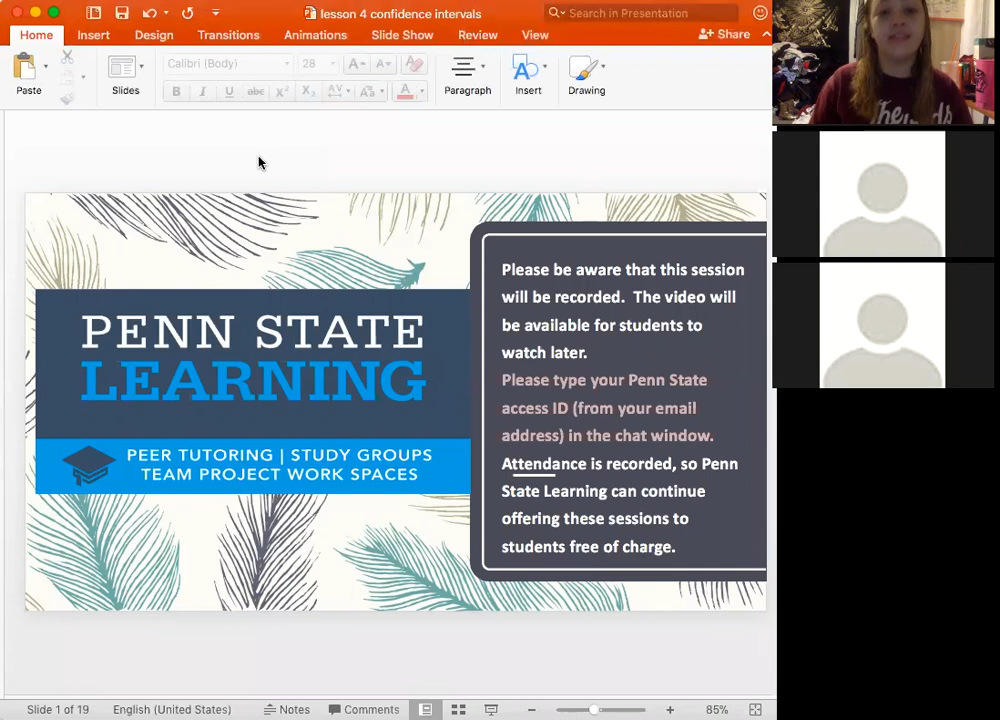 lesson 4 confidence intervals
Search in Presentation
Home Insert Design Transitions Animations Slide Show Review View Share
Calibri (Body) 28
Paste Slides Paragraph Insert Drawing
B I U abc X² X₂ AV Aa A
PENN STATE
LEARNING
PEER TUTORING | STUDY GROUPS
TEAM PROJECT WORK SPACES
Please be aware that this session
will be recorded. The video will
be available for students to
watch later.
Please type your Penn State
access ID (from your email
address) in the chat window.
Attendance is recorded, so Penn
State Learning can continue
offering these sessions to
students free of charge.
Slide 1 of 19 English (United States) Notes Comments 85%